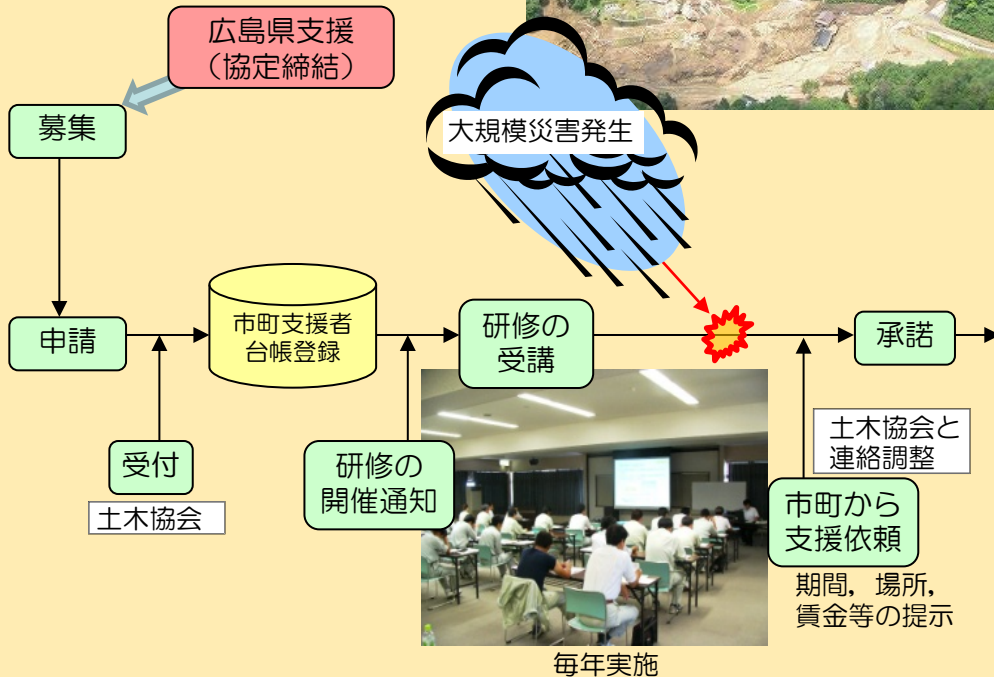 広島県支援
（協定締結）
募集
大規模災害発生
申請
市町支援者
台帳登録
研修の
受講
承諾
受付
土木協会
研修の
開催通知
土木協会と
連絡調整
市町から
支援依頼
期間，場所，
賃金等の提示
毎年実施